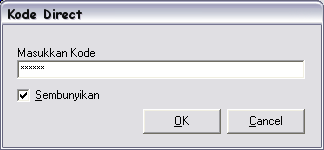 Kode Direct
Masukkan Kode
××××××
Sembunyikan
OK
Cancel